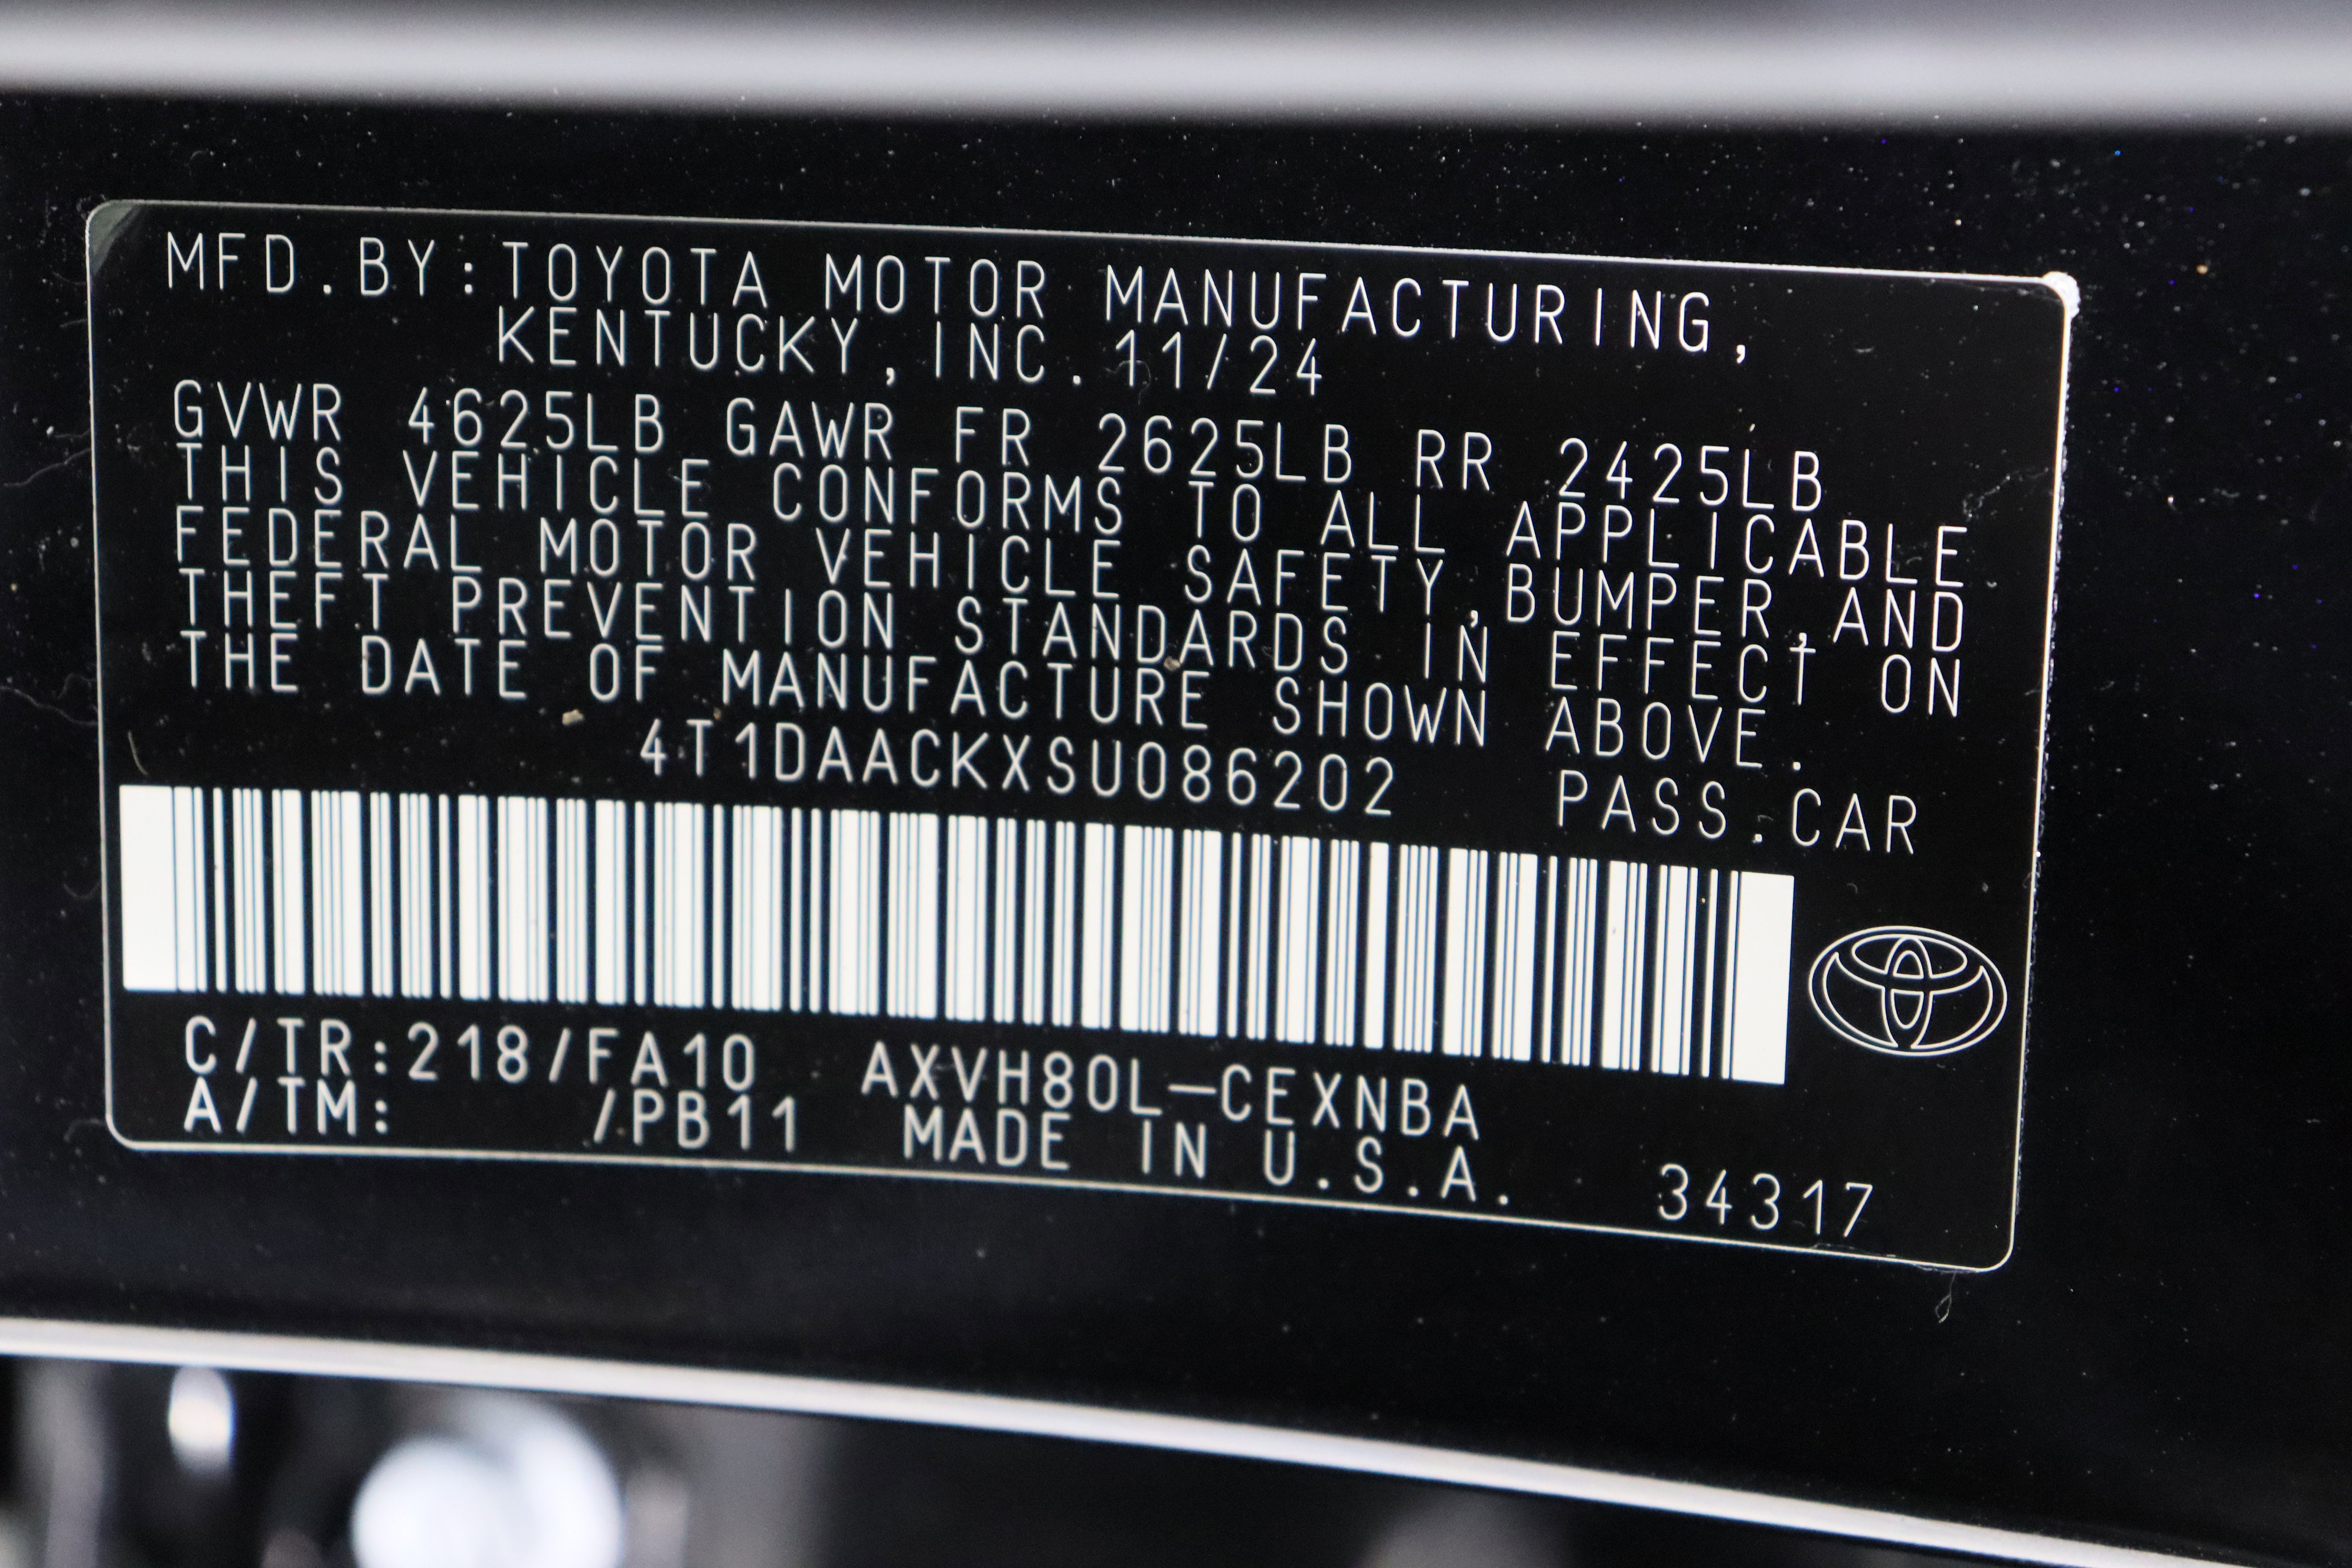 MFD.BY:TOYOTA MOTOR MANUFACTURING,
KENTUCKY,INC.11/24
GVWR 4625LB GAWR FR 2625LB RR 2425LB
THIS VEHICLE CONFORMS TO ALL APPLICABLE
FEDERAL MOTOR VEHICLE SAFETY,BUMPER,AND
THEFT PREVENTION STANDARDS IN EFFECT ON
THE DATE OF MANUFACTURE SHOWN ABOVE.
4T1DAACKXSU086202 PASS.CAR
C/TR:218/FA10 AXVH80L-CEXNBA
A/TM: /PB11 MADE IN U.S.A. 34317